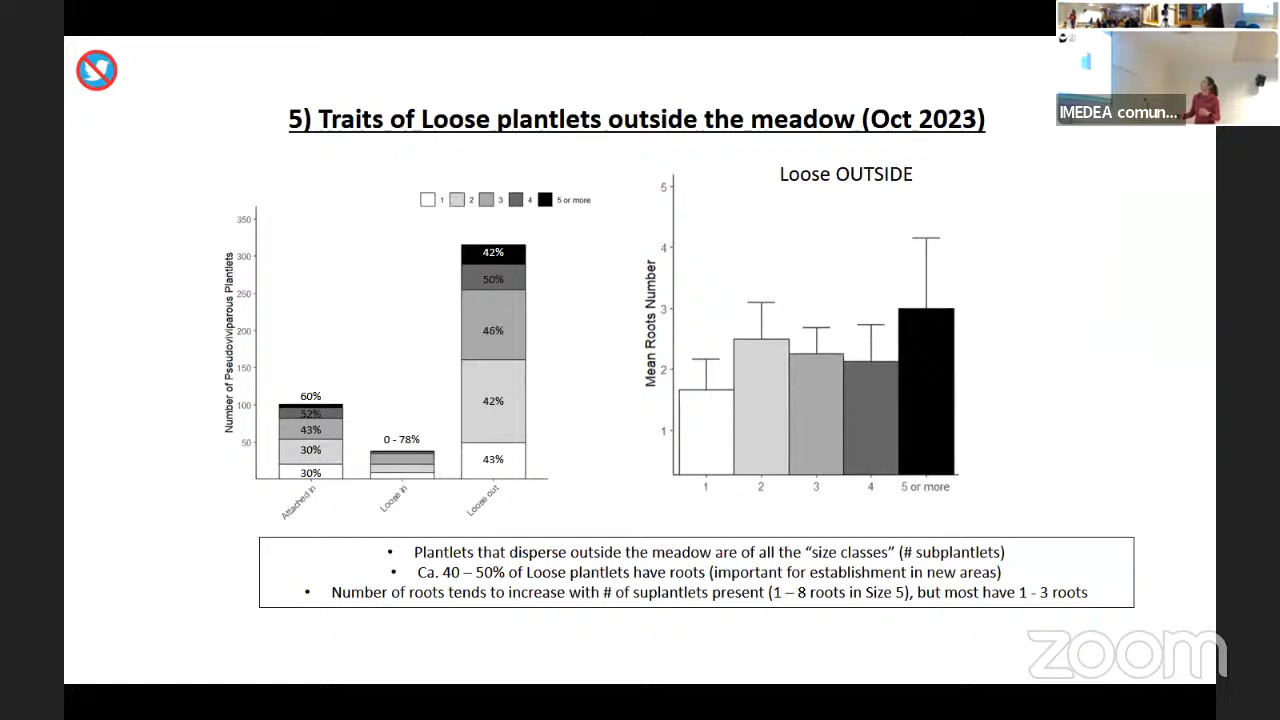 IMEDEA comun...
5) Traits of Loose plantlets outside the meadow (Oct 2023)
1 2 3 4 5 or more
Number of Pseudoviviparous Plantlets
350
300
250
200
150
100
50
60%
52%
43%
30%
30%
0 - 78%
42%
50%
46%
42%
43%
Attached in
Loose in
Loose out
Loose OUTSIDE
Mean Roots Number
5
4
3
2
1
1 2 3 4 5 or more
• Plantlets that disperse outside the meadow are of all the “size classes” (# subplantlets)
• Ca. 40 – 50% of Loose plantlets have roots (important for establishment in new areas)
• Number of roots tends to increase with # of suplantlets present (1 – 8 roots in Size 5), but most have 1 - 3 roots
zoom